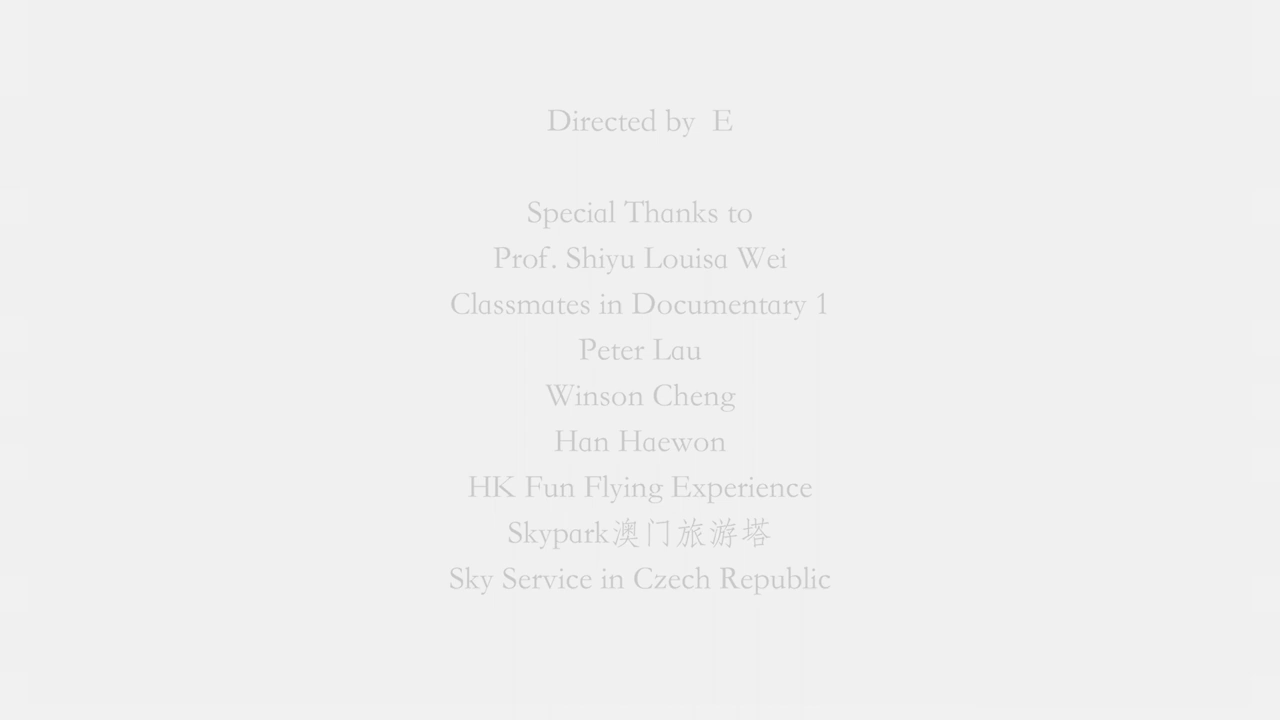 Directed by  E
Special Thanks to
Prof. Shiyu Louisa Wei
Classmates in Documentary 1
Peter Lau
Winson Cheng
Han Haewon
HK Fun Flying Experience
Skypark澳门旅游塔
Sky Service in Czech Republic